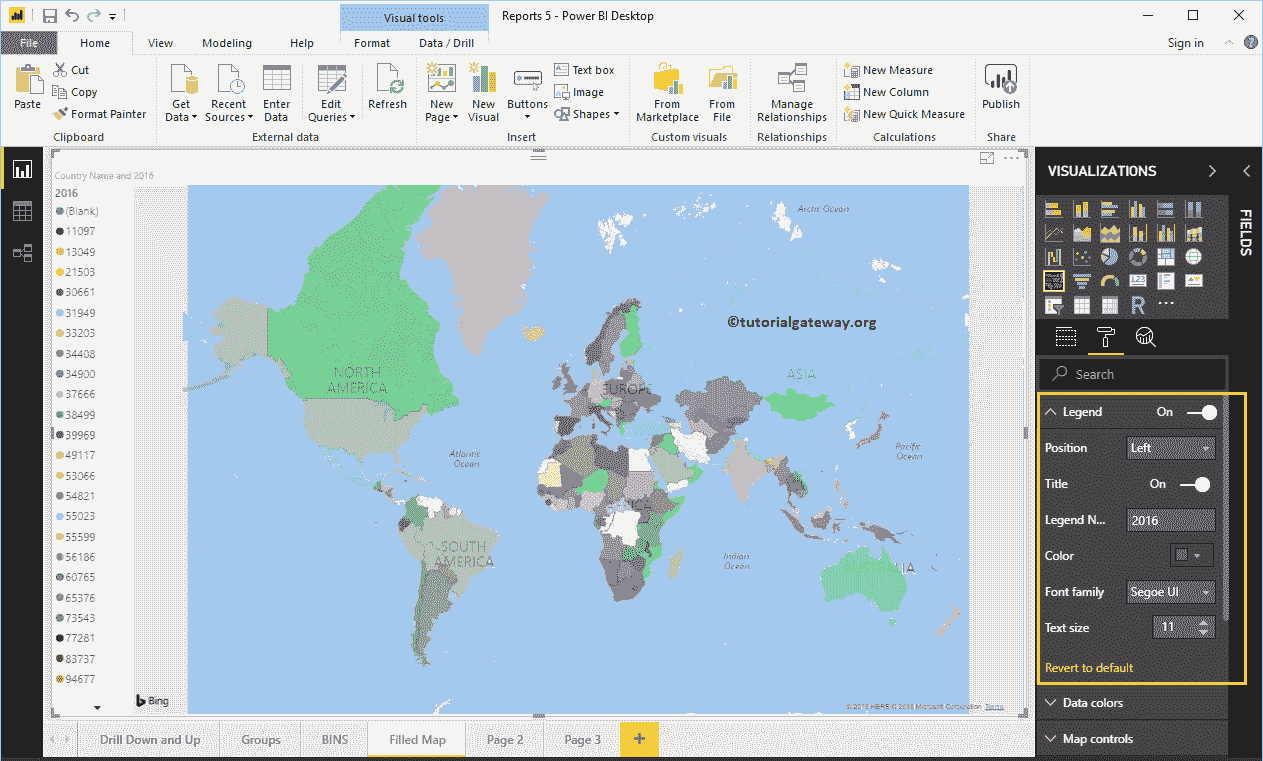 Visual tools
Reports 5 - Power BI Desktop
File
Home
View
Modeling
Help
Format
Data / Drill
Sign in
Paste
Cut
Copy
Format Painter
Clipboard
Get Data
Recent Sources
Enter Data
Edit Queries
Refresh
External data
New Page
New Visual
Buttons
Text box
Image
Shapes
Insert
From Marketplace
From File
Custom visuals
Manage Relationships
Relationships
New Measure
New Column
New Quick Measure
Calculations
Publish
Share
Country Name and 2016
2016
(Blank)
11097
13049
21503
30661
31949
33203
34408
34900
37666
38499
39969
49117
53066
54821
55023
55599
56186
60765
65376
73543
77281
83737
94677
Arctic Ocean
©tutorialgateway.org
NORTH
AMERICA
EUROPE
ASIA
Atlantic
Ocean
Pacific
Ocean
SOUTH
AMERICA
Indian
Ocean
AUSTRALIA
Bing
© 2018 HERE © 2018 Microsoft Corporation Terms
VISUALIZATIONS
FIELDS
123
R
Search
Legend On
Position Left
Title On
Legend N... 2016
Color
Font family Segoe UI
Text size 11
Revert to default
Data colors
Map controls
Drill Down and Up
Groups
BINS
Filled Map
Page 2
Page 3
+